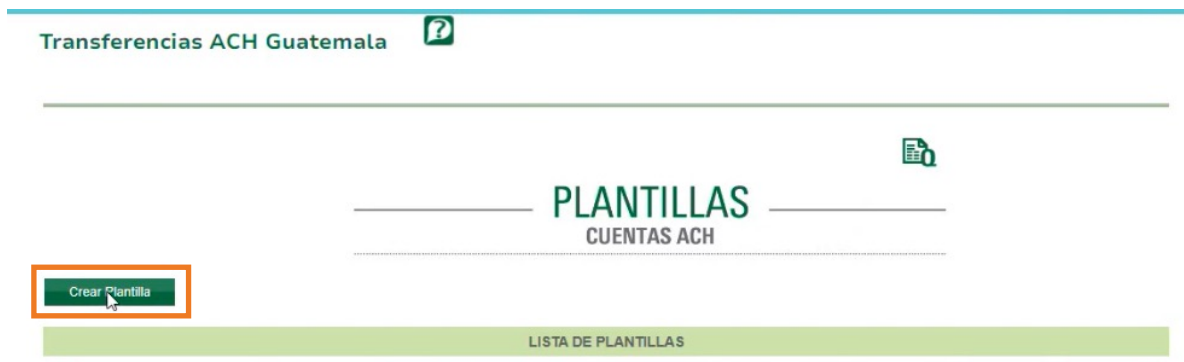 Transferencias ACH Guatemala
PLANTILLAS
CUENTAS ACH
Crear Plantilla
LISTA DE PLANTILLAS